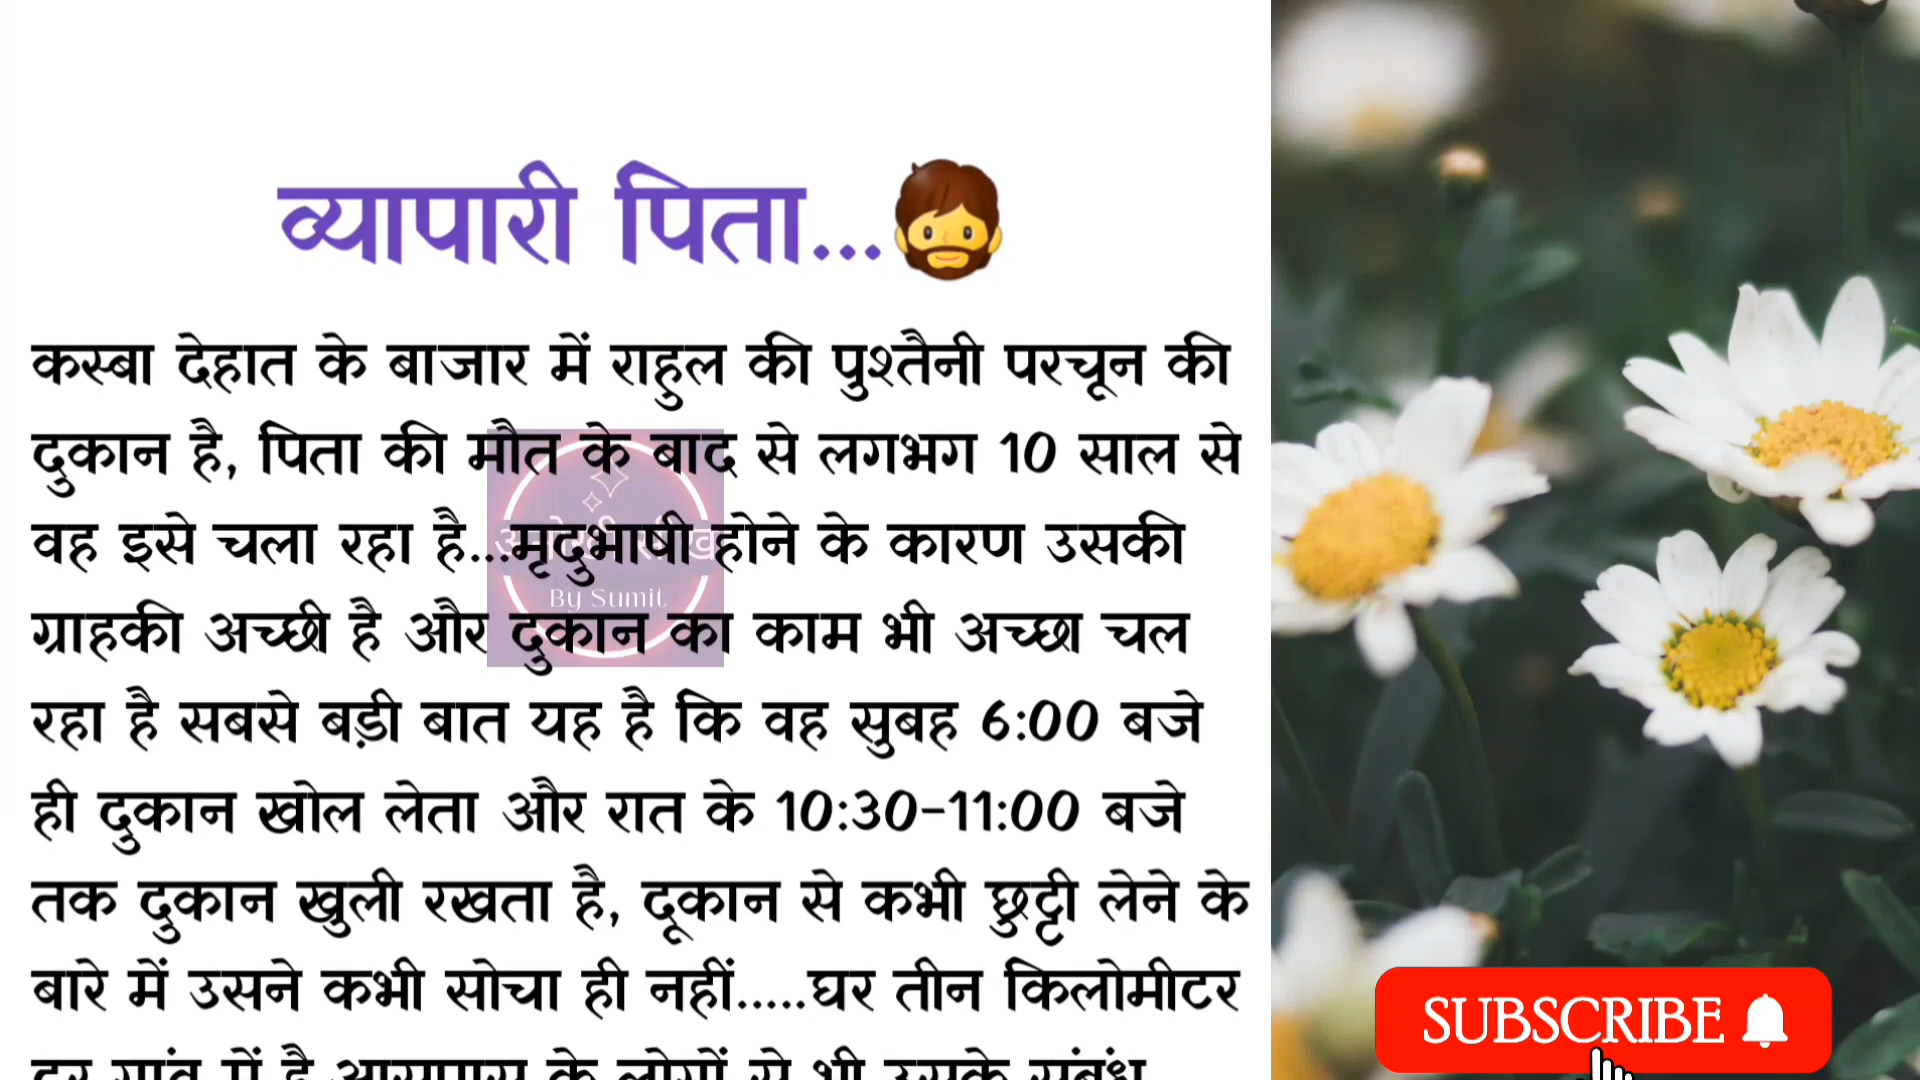 व्यापारी पिता...
कस्बा देहात के बाजार में राहुल की पुश्तैनी परचून की
दुकान है, पिता की मौत के बाद से लगभग 10 साल से
वह इसे चला रहा है...मृदुभाषी होने के कारण उसकी
ग्राहकी अच्छी है और दुकान का काम भी अच्छा चल
रहा है सबसे बड़ी बात यह है कि वह सुबह 6:00 बजे
ही दुकान खोल लेता और रात के 10:30-11:00 बजे
तक दुकान खुली रखता है, दूकान से कभी छुट्टी लेने के
बारे में उसने कभी सोचा ही नहीं.....घर तीन किलोमीटर
दूर गांव में है आसपास के लोगों से भी उसके संबंध
By Sumit
SUBSCRIBE